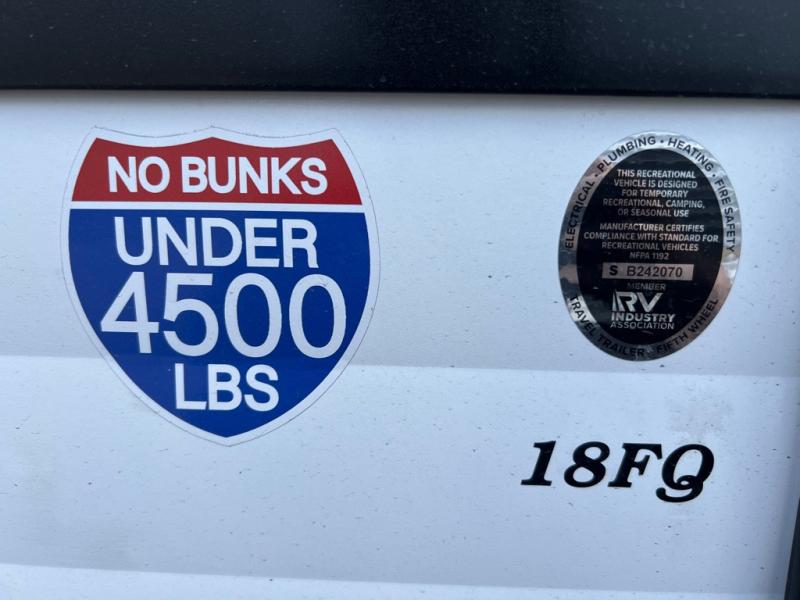 NO BUNKS
UNDER
4500
LBS
ELECTRICAL • PLUMBING • HEATING • FIRE SAFETY
THIS RECREATIONAL
VEHICLE IS DESIGNED
FOR TEMPORARY
RECREATIONAL, CAMPING,
OR SEASONAL USE
MANUFACTURER CERTIFIES
COMPLIANCE WITH STANDARD FOR
RECREATIONAL VEHICLES
NFPA 1192
S B242070
MEMBER
RV
INDUSTRY
ASSOCIATION
TRAVEL TRAILER • FIFTH WHEEL
18FQ